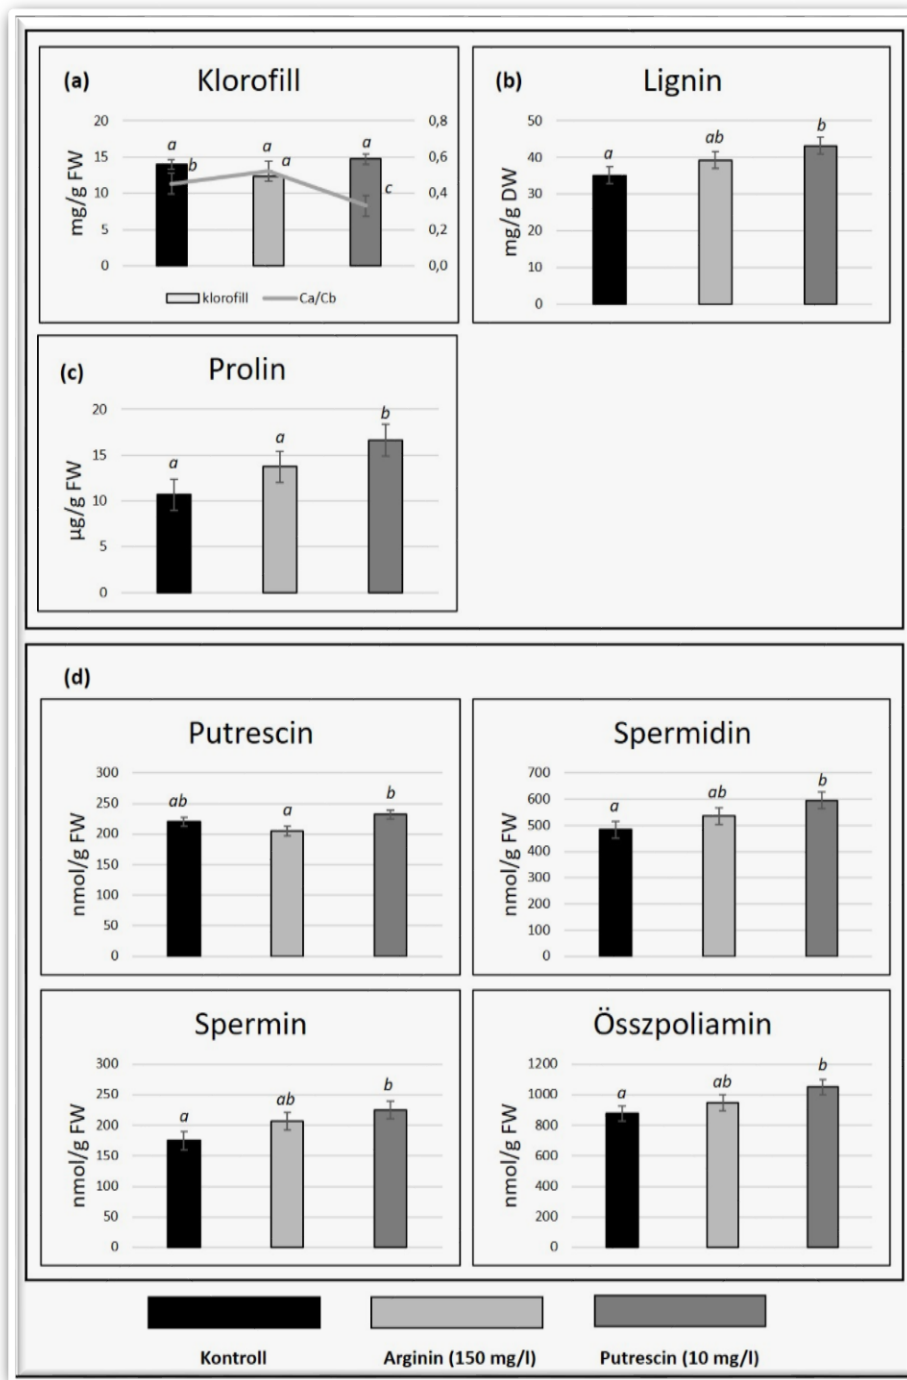 (a) Klorofill
mg/g FW
20
15
10
5
0
0,8
0,6
0,4
0,2
0,0
a
b
a
a
a
c
klorofill Ca/Cb
(b) Lignin
mg/g DW
50
40
30
20
10
0
a
ab
b
(c) Prolin
µg/g FW
20
15
10
5
0
a
a
b
(d)
Putrescin
nmol/g FW
300
250
200
150
100
50
0
ab
a
b
Spermidin
nmol/g FW
700
600
500
400
300
200
100
0
a
ab
b
Spermin
nmol/g FW
300
250
200
150
100
50
0
a
ab
b
Összpoliamin
nmol/g FW
1200
1000
800
600
400
200
0
a
ab
b
Kontroll Arginin (150 mg/l) Putrescin (10 mg/l)